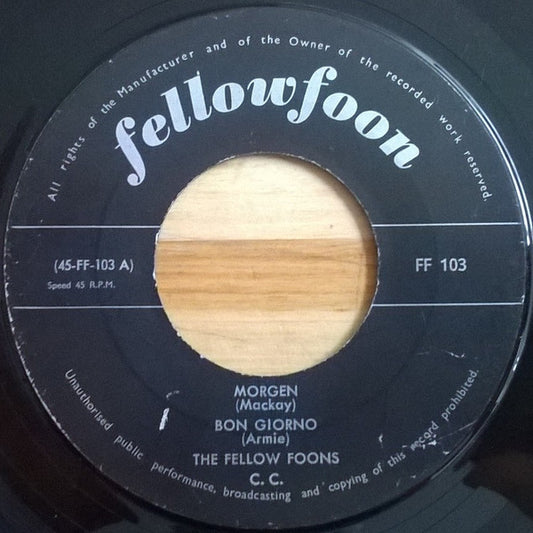 All rights of the Manufacturer and of the Owner of the recorded work reserved.
fellowfoon
(45-FF-103 A)
Speed 45 R.P.M.
FF 103
MORGEN
(Mackay)
BON GIORNO
(Armie)
THE FELLOW FOONS
C. C.
Unauthorised public performance, broadcasting and copying of this record prohibited.